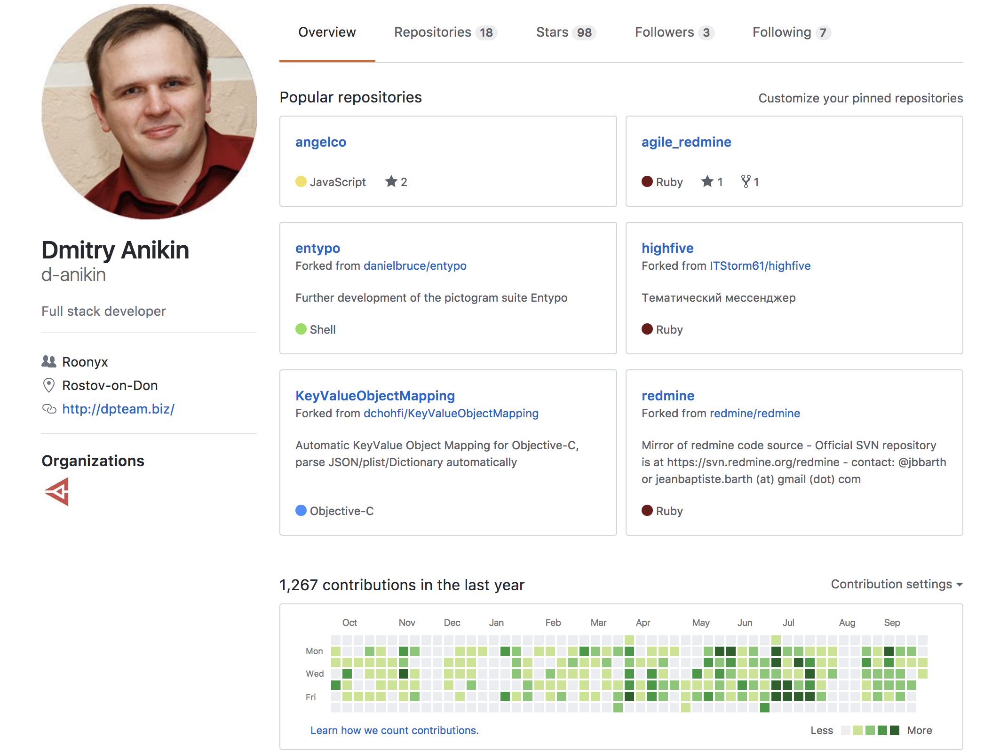 Overview
Repositories 18
Stars 98
Followers 3
Following 7
Dmitry Anikin
d-anikin
Full stack developer
Roonyx
Rostov-on-Don
http://dpteam.biz/
Organizations
Popular repositories
Customize your pinned repositories
angelco
JavaScript 2
agile_redmine
Ruby 1 1
entypo
Forked from danielbruce/entypo
Further development of the pictogram suite Entypo
Shell
highfive
Forked from ITStorm61/highfive
Тематический мессенджер
Ruby
KeyValueObjectMapping
Forked from dchohfi/KeyValueObjectMapping
Automatic KeyValue Object Mapping for Objective-C,
parse JSON/plist/Dictionary automatically
Objective-C
redmine
Forked from redmine/redmine
Mirror of redmine code source - Official SVN repository
is at https://svn.redmine.org/redmine - contact: @jbbarth
or jeanbaptiste.barth (at) gmail (dot) com
Ruby
1,267 contributions in the last year
Contribution settings
Oct Nov Dec Jan Feb Mar Apr May Jun Jul Aug Sep
Mon
Wed
Fri
Learn how we count contributions.
Less More